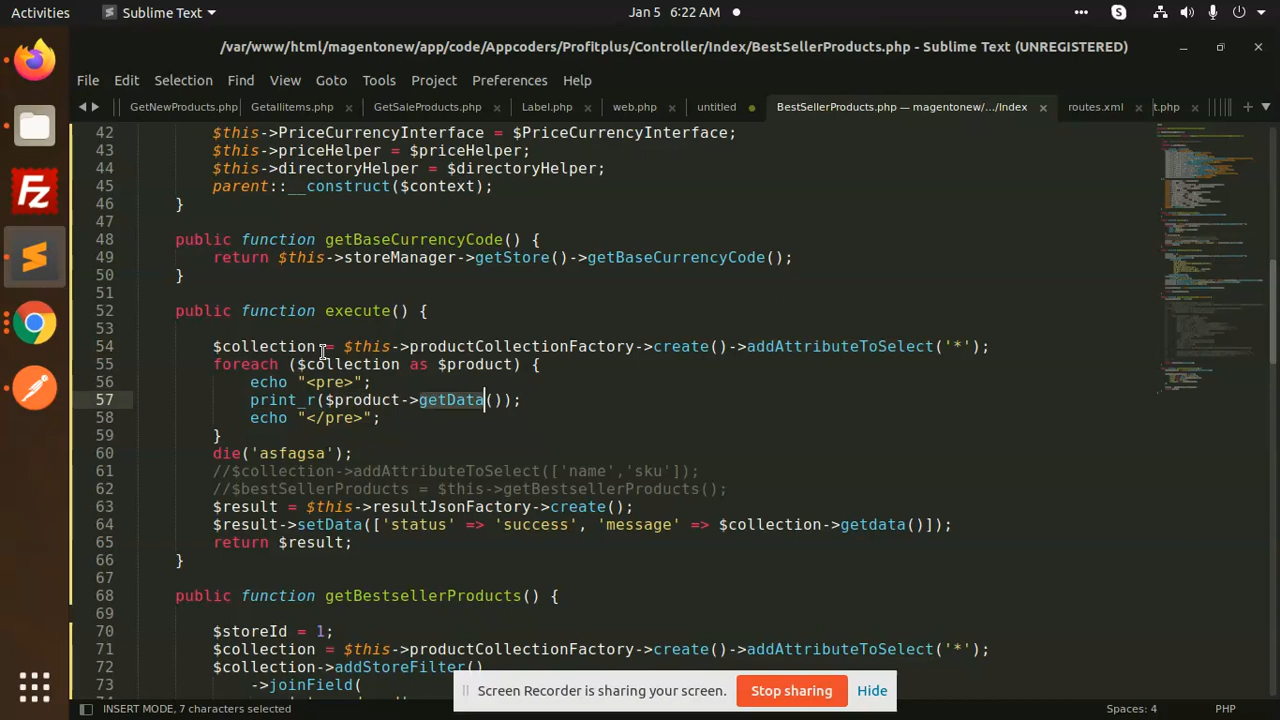 Activities Sublime Text Jan 5 6:22 AM
/var/www/html/magentonew/app/code/Appcoders/Profitplus/Controller/Index/BestSellerProducts.php - Sublime Text (UNREGISTERED)
File Edit Selection Find View Goto Tools Project Preferences Help
GetNewProducts.php Getallitems.php × GetSaleProducts.php × Label.php × web.php × untitled BestSellerProducts.php — magentonew/.../Index × routes.xml × t.php ×
42 $this->PriceCurrencyInterface = $PriceCurrencyInterface;
43 $this->priceHelper = $priceHelper;
44 $this->directoryHelper = $directoryHelper;
45 parent::__construct($context);
46 }
47
48 public function getBaseCurrencyCode() {
49 return $this->storeManager->getStore()->getBaseCurrencyCode();
50 }
51
52 public function execute() {
53
54 $collection = $this->productCollectionFactory->create()->addAttributeToSelect('*');
55 foreach ($collection as $product) {
56 echo "<pre>";
57 print_r($product->getData());
58 echo "</pre>";
59 }
60 die('asfagsa');
61 //$collection->addAttributeToSelect(['name','sku']);
62 //$bestSellerProducts = $this->getBestsellerProducts();
63 $result = $this->resultJsonFactory->create();
64 $result->setData(['status' => 'success', 'message' => $collection->getdata()]);
65 return $result;
66 }
67
68 public function getBestsellerProducts() {
69
70 $storeId = 1;
71 $collection = $this->productCollectionFactory->create()->addAttributeToSelect('*');
72 $collection->addStoreFilter()
73 ->joinField(
Screen Recorder is sharing your screen. Stop sharing Hide
INSERT MODE, 7 characters selected Spaces: 4 PHP